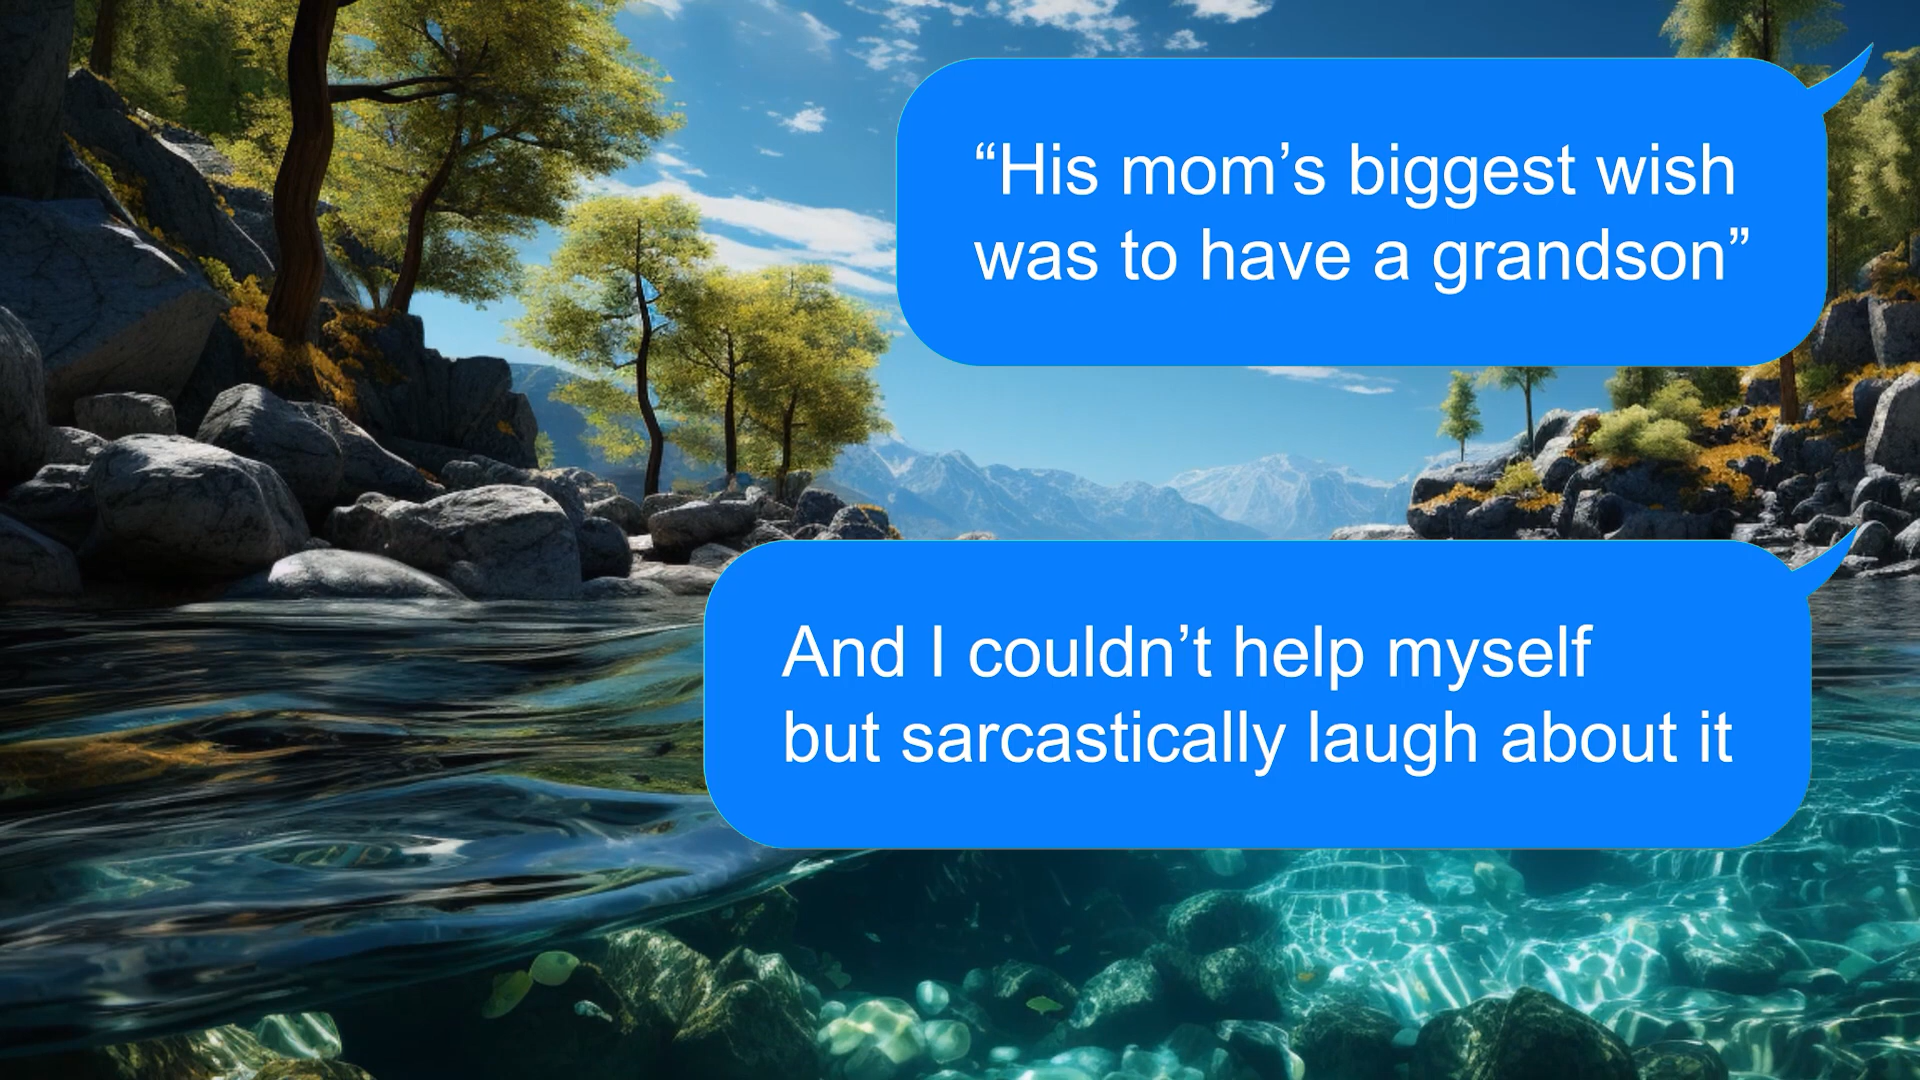 “His mom’s biggest wish
was to have a grandson”
And I couldn’t help myself
but sarcastically laugh about it